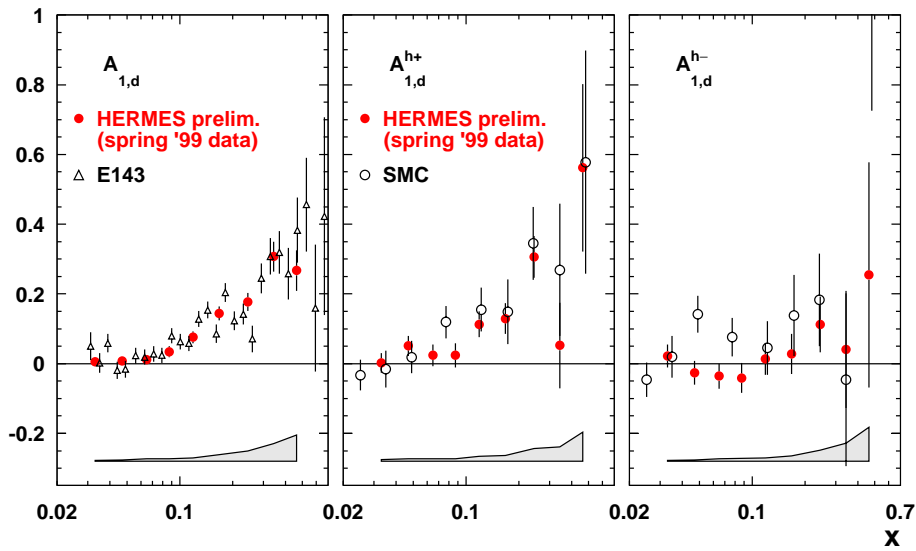 1
0.8
0.6
0.4
0.2
0
-0.2
A1,d
HERMES prelim.
(spring '99 data)
E143
Ah+1,d
HERMES prelim.
(spring '99 data)
SMC
Ah−1,d
0.02
0.1
0.02
0.1
0.02
0.1
0.7
x